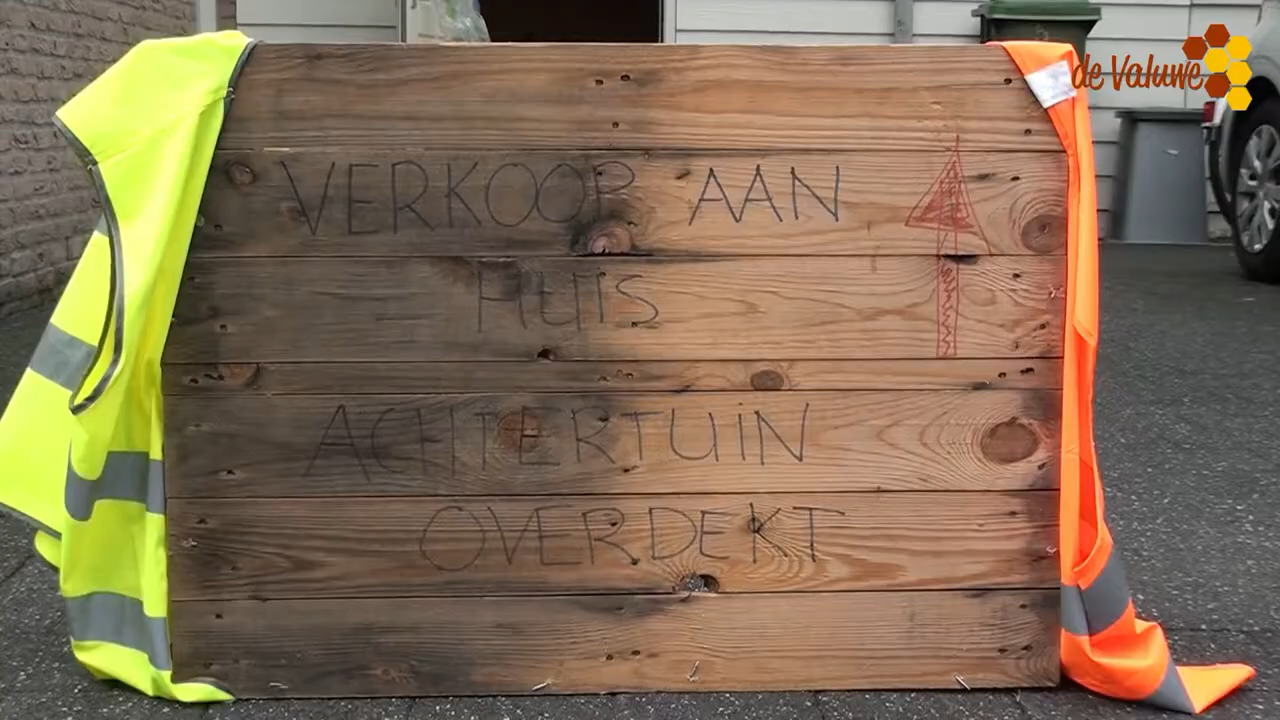 de Valuwe
VERKOOP AAN
HUIS
ACHTERTUIN
OVERDEKT